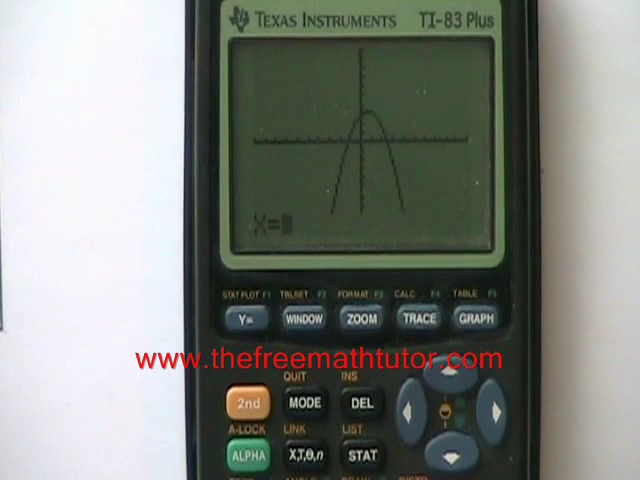 TEXAS INSTRUMENTS TI-83 Plus
X=
STAT PLOT F1 TBLSET F2 FORMAT F3 CALC F4 TABLE F5
Y= WINDOW ZOOM TRACE GRAPH
www.thefreemathtutor.com
QUIT INS
2nd MODE DEL
A-LOCK LINK LIST
ALPHA X,T,Θ,n STAT